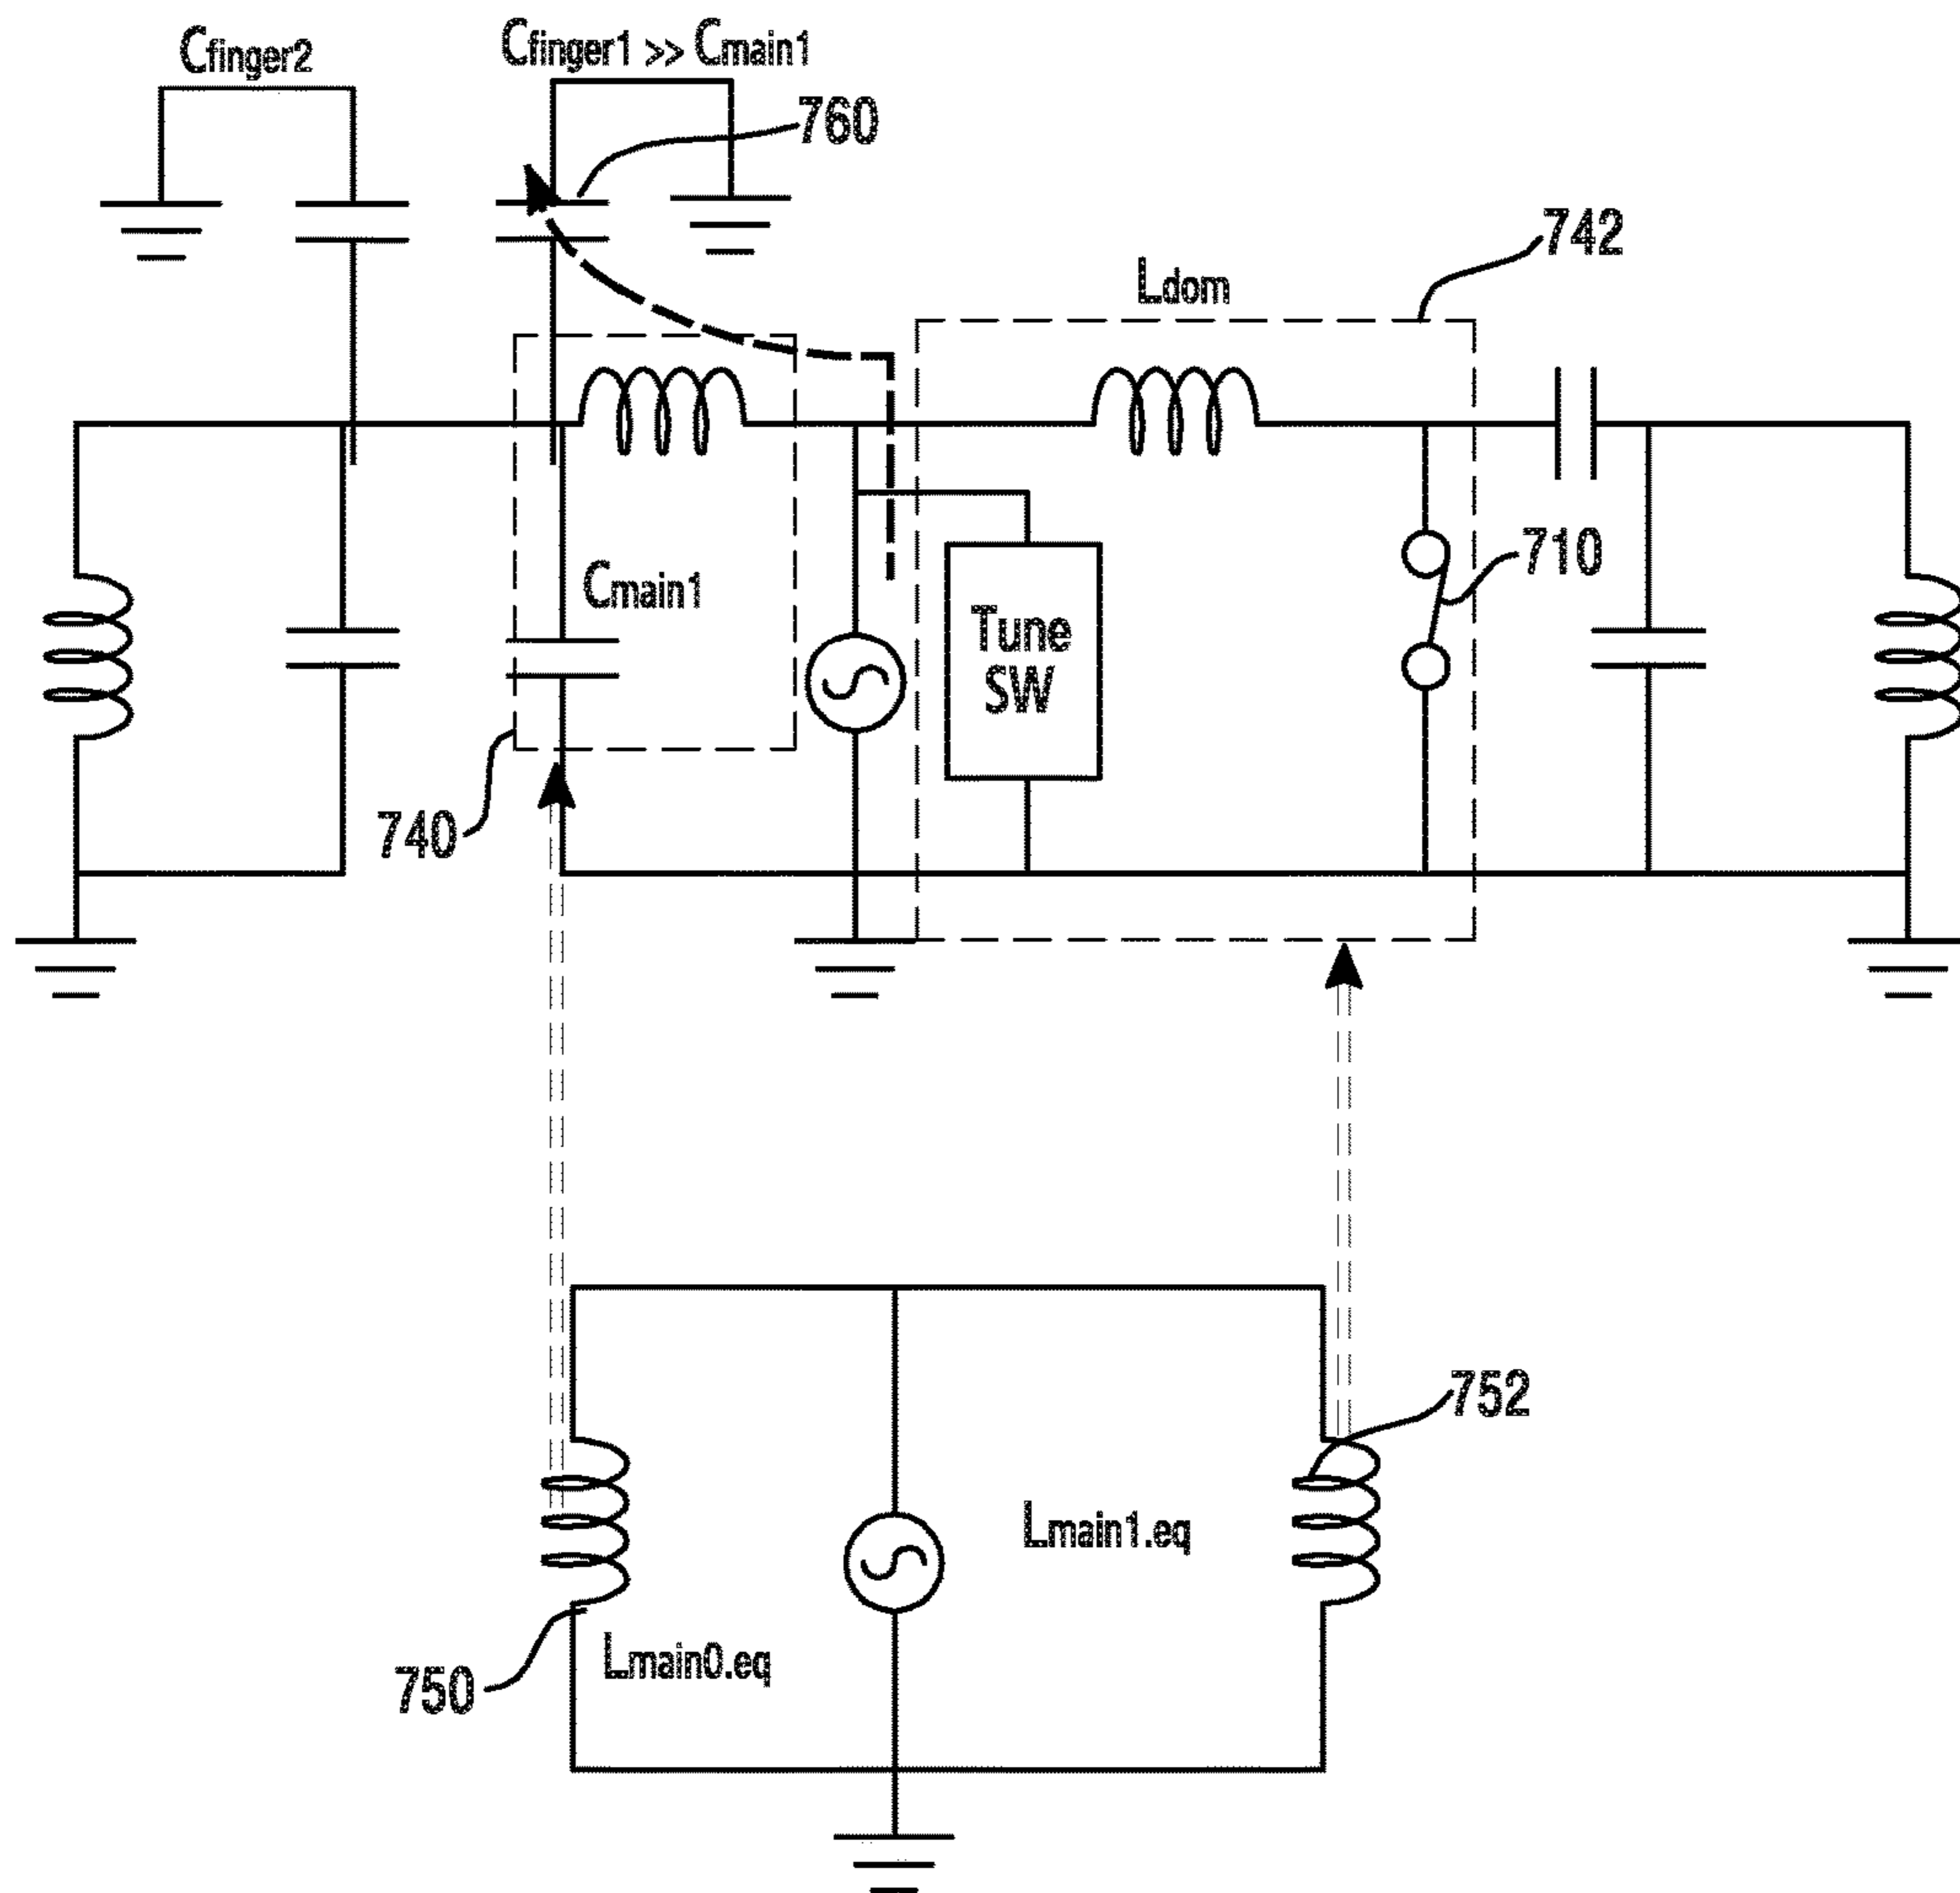 Cfinger2
Cfinger1 >> Cmain1
760
742
Ldom
710
Cmain1
Tune
SW
740
752
Lmain1.eq
Lmain0.eq
750